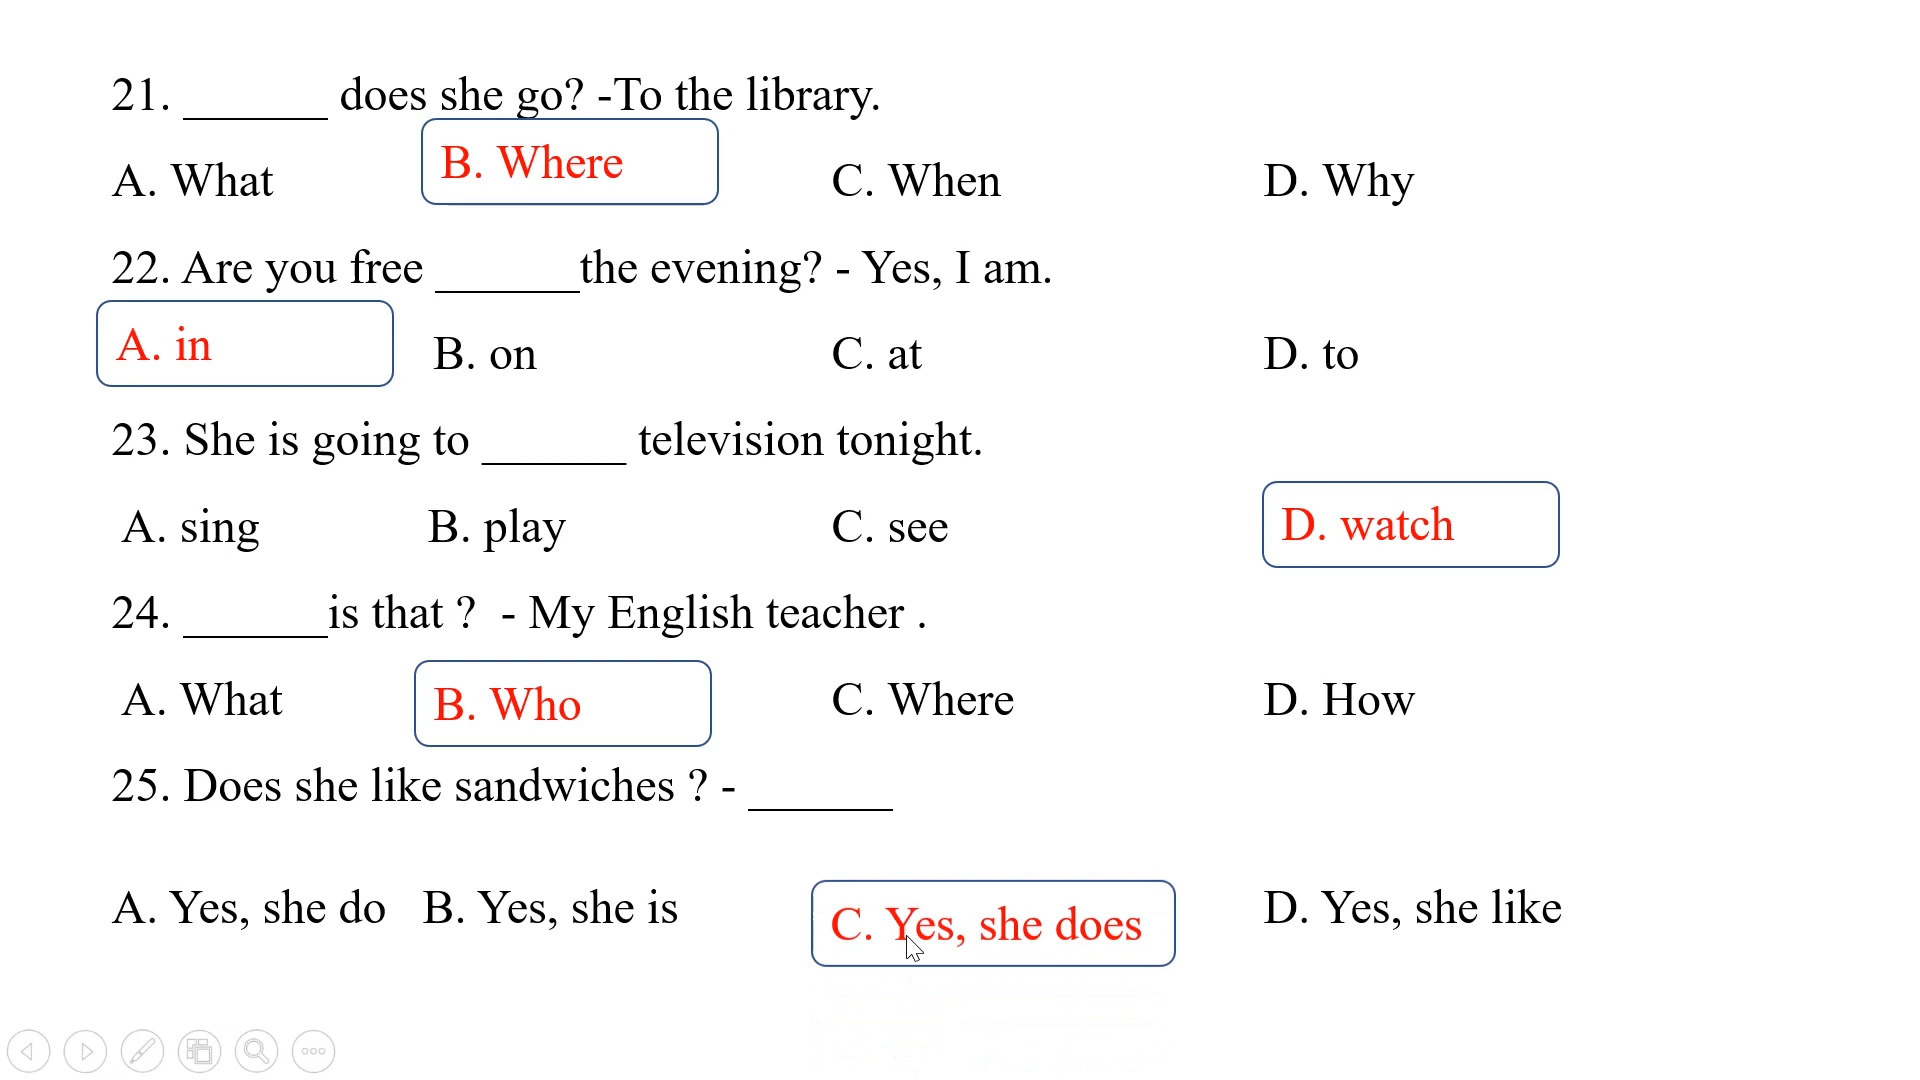 21. ______ does she go? -To the library.
A. What B. Where C. When D. Why
22. Are you free ______the evening? - Yes, I am.
A. in B. on C. at D. to
23. She is going to ______ television tonight.
A. sing B. play C. see D. watch
24. ______is that ? - My English teacher .
A. What B. Who C. Where D. How
25. Does she like sandwiches ? - ______
A. Yes, she do B. Yes, she is C. Yes, she does D. Yes, she like